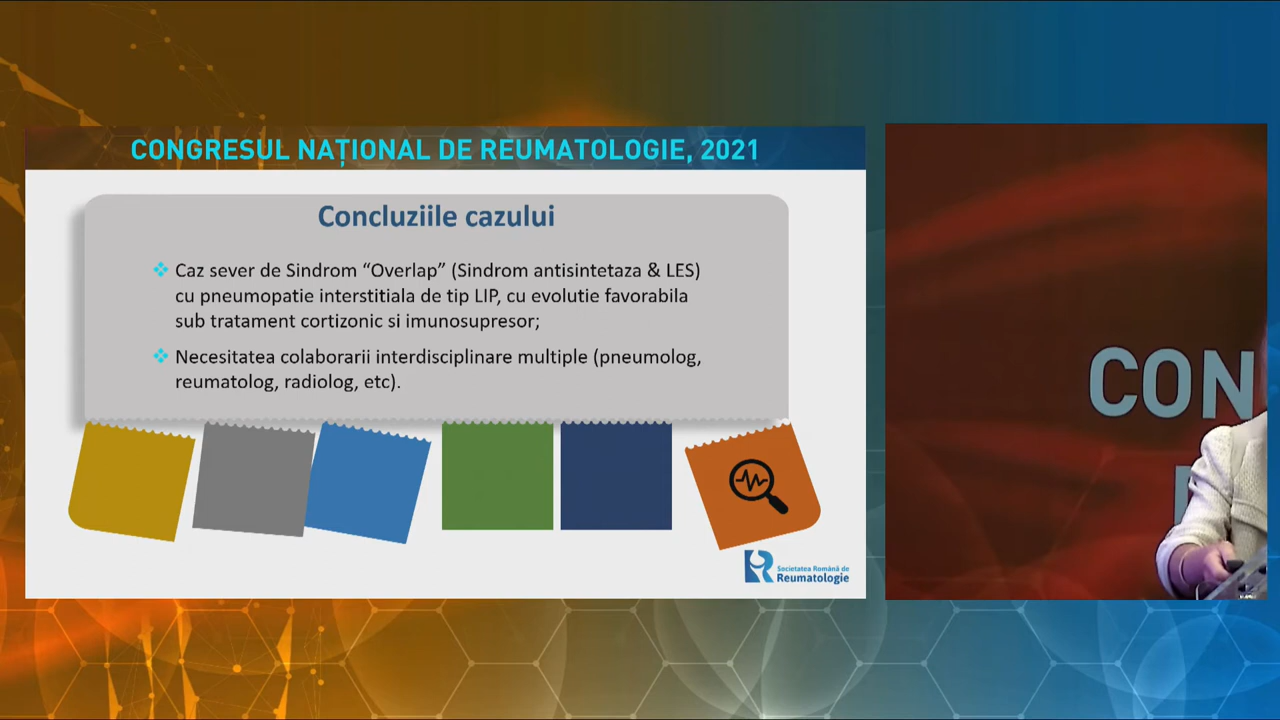 CONGRESUL NAȚIONAL DE REUMATOLOGIE, 2021
Concluziile cazului
Caz sever de Sindrom “Overlap” (Sindrom antisintetaza & LES)
cu pneumopatie interstitiala de tip LIP, cu evolutie favorabila
sub tratament cortizonic si imunosupresor;
Necesitatea colaborarii interdisciplinare multiple (pneumolog,
reumatolog, radiolog, etc).
Societatea Română de
Reumatologie
CON